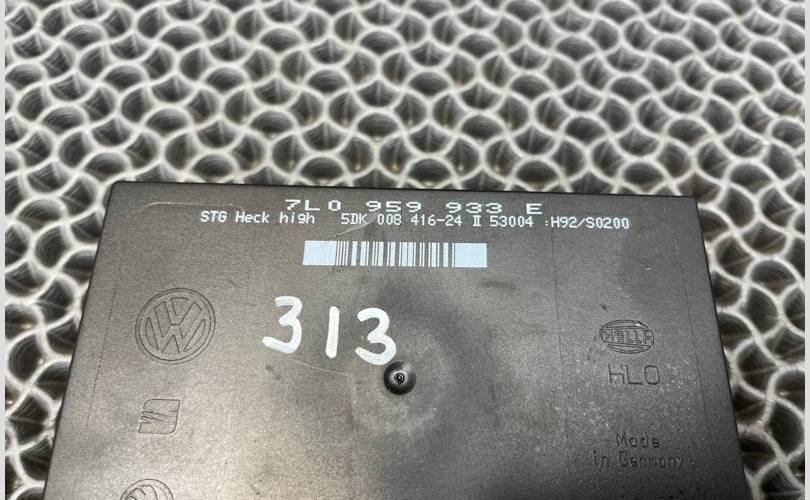 7L0 959 933 E
STG Heck high 5DK 008 416-24 II 53004 :H92/S0200
313
HELLA
HLO
Made
in Germany